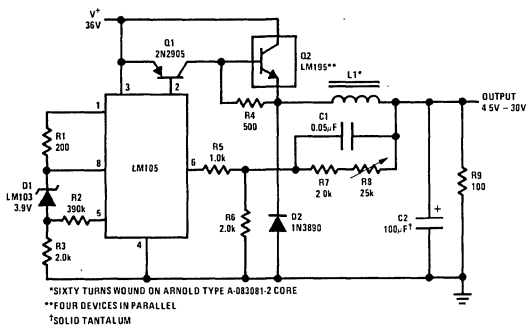 V+
36V
Q1
2N2905
Q2
LM195**
L1*
OUTPUT
4.5V – 30V
3
2
1
R4
500
C1
0.05µF
R1
200
LM105
R5
1.0k
8
6
R7
2.0k
R8
25k
R9
100
D1
LM103
3.9V
R2
390k
5
R6
2.0k
D2
1N3890
C2
100µF†
+
R3
2.0k
4
*SIXTY TURNS WOUND ON ARNOLD TYPE A-083081-2 CORE
**FOUR DEVICES IN PARALLEL
†SOLID TANTALUM